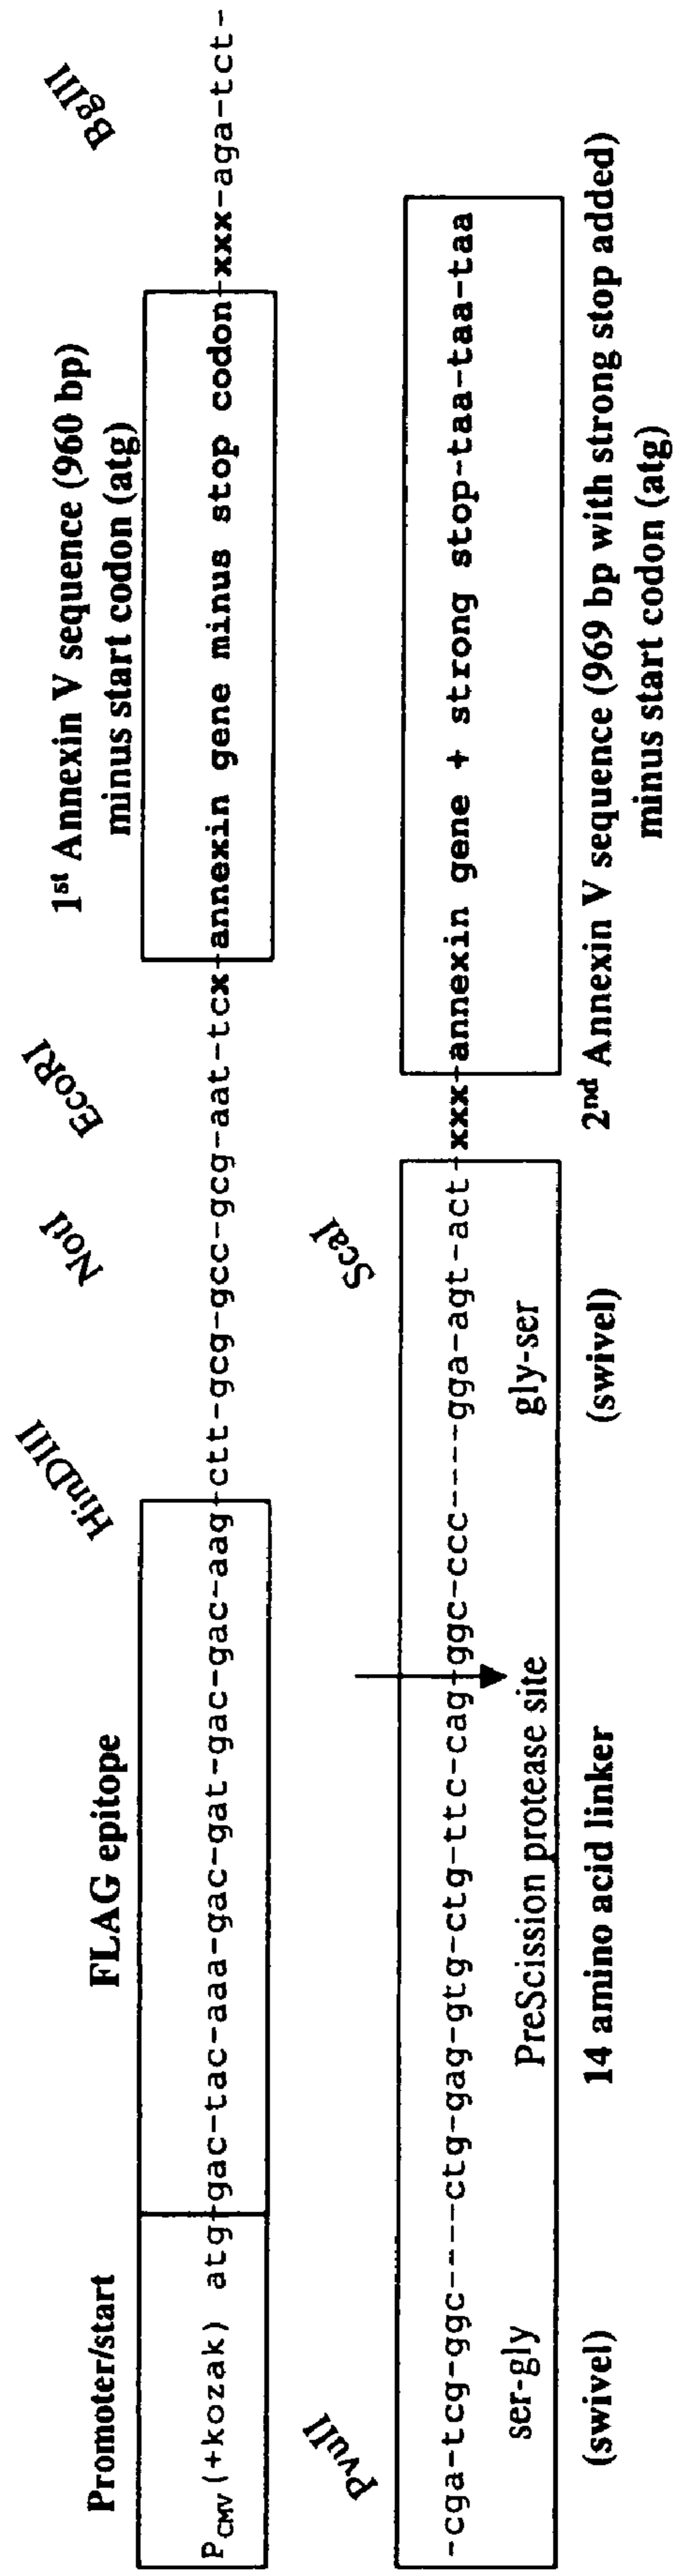 Promoter/start FLAG epitope HinDIII NotI EcoRI 1st Annexin V sequence (960 bp) BglII
minus start codon (atg)
PCMV(+kozak) atg-gac-tac-aaa-gac-gat-gac-gac-aag-ctt-gcg-gcc-gcg-aat-tcx-annexin gene minus stop codon-xxx-aga-tct-
PvuII ScaI
-cga-tcg-ggc----ctg-gag-gtg-ctg-ttc-cag-ggc-ccc----gga-agt-act-xxx-annexin gene + strong stop-taa-taa-taa
ser-gly PreScission protease site gly-ser
(swivel) 14 amino acid linker (swivel) 2nd Annexin V sequence (969 bp with strong stop added)
minus start codon (atg)